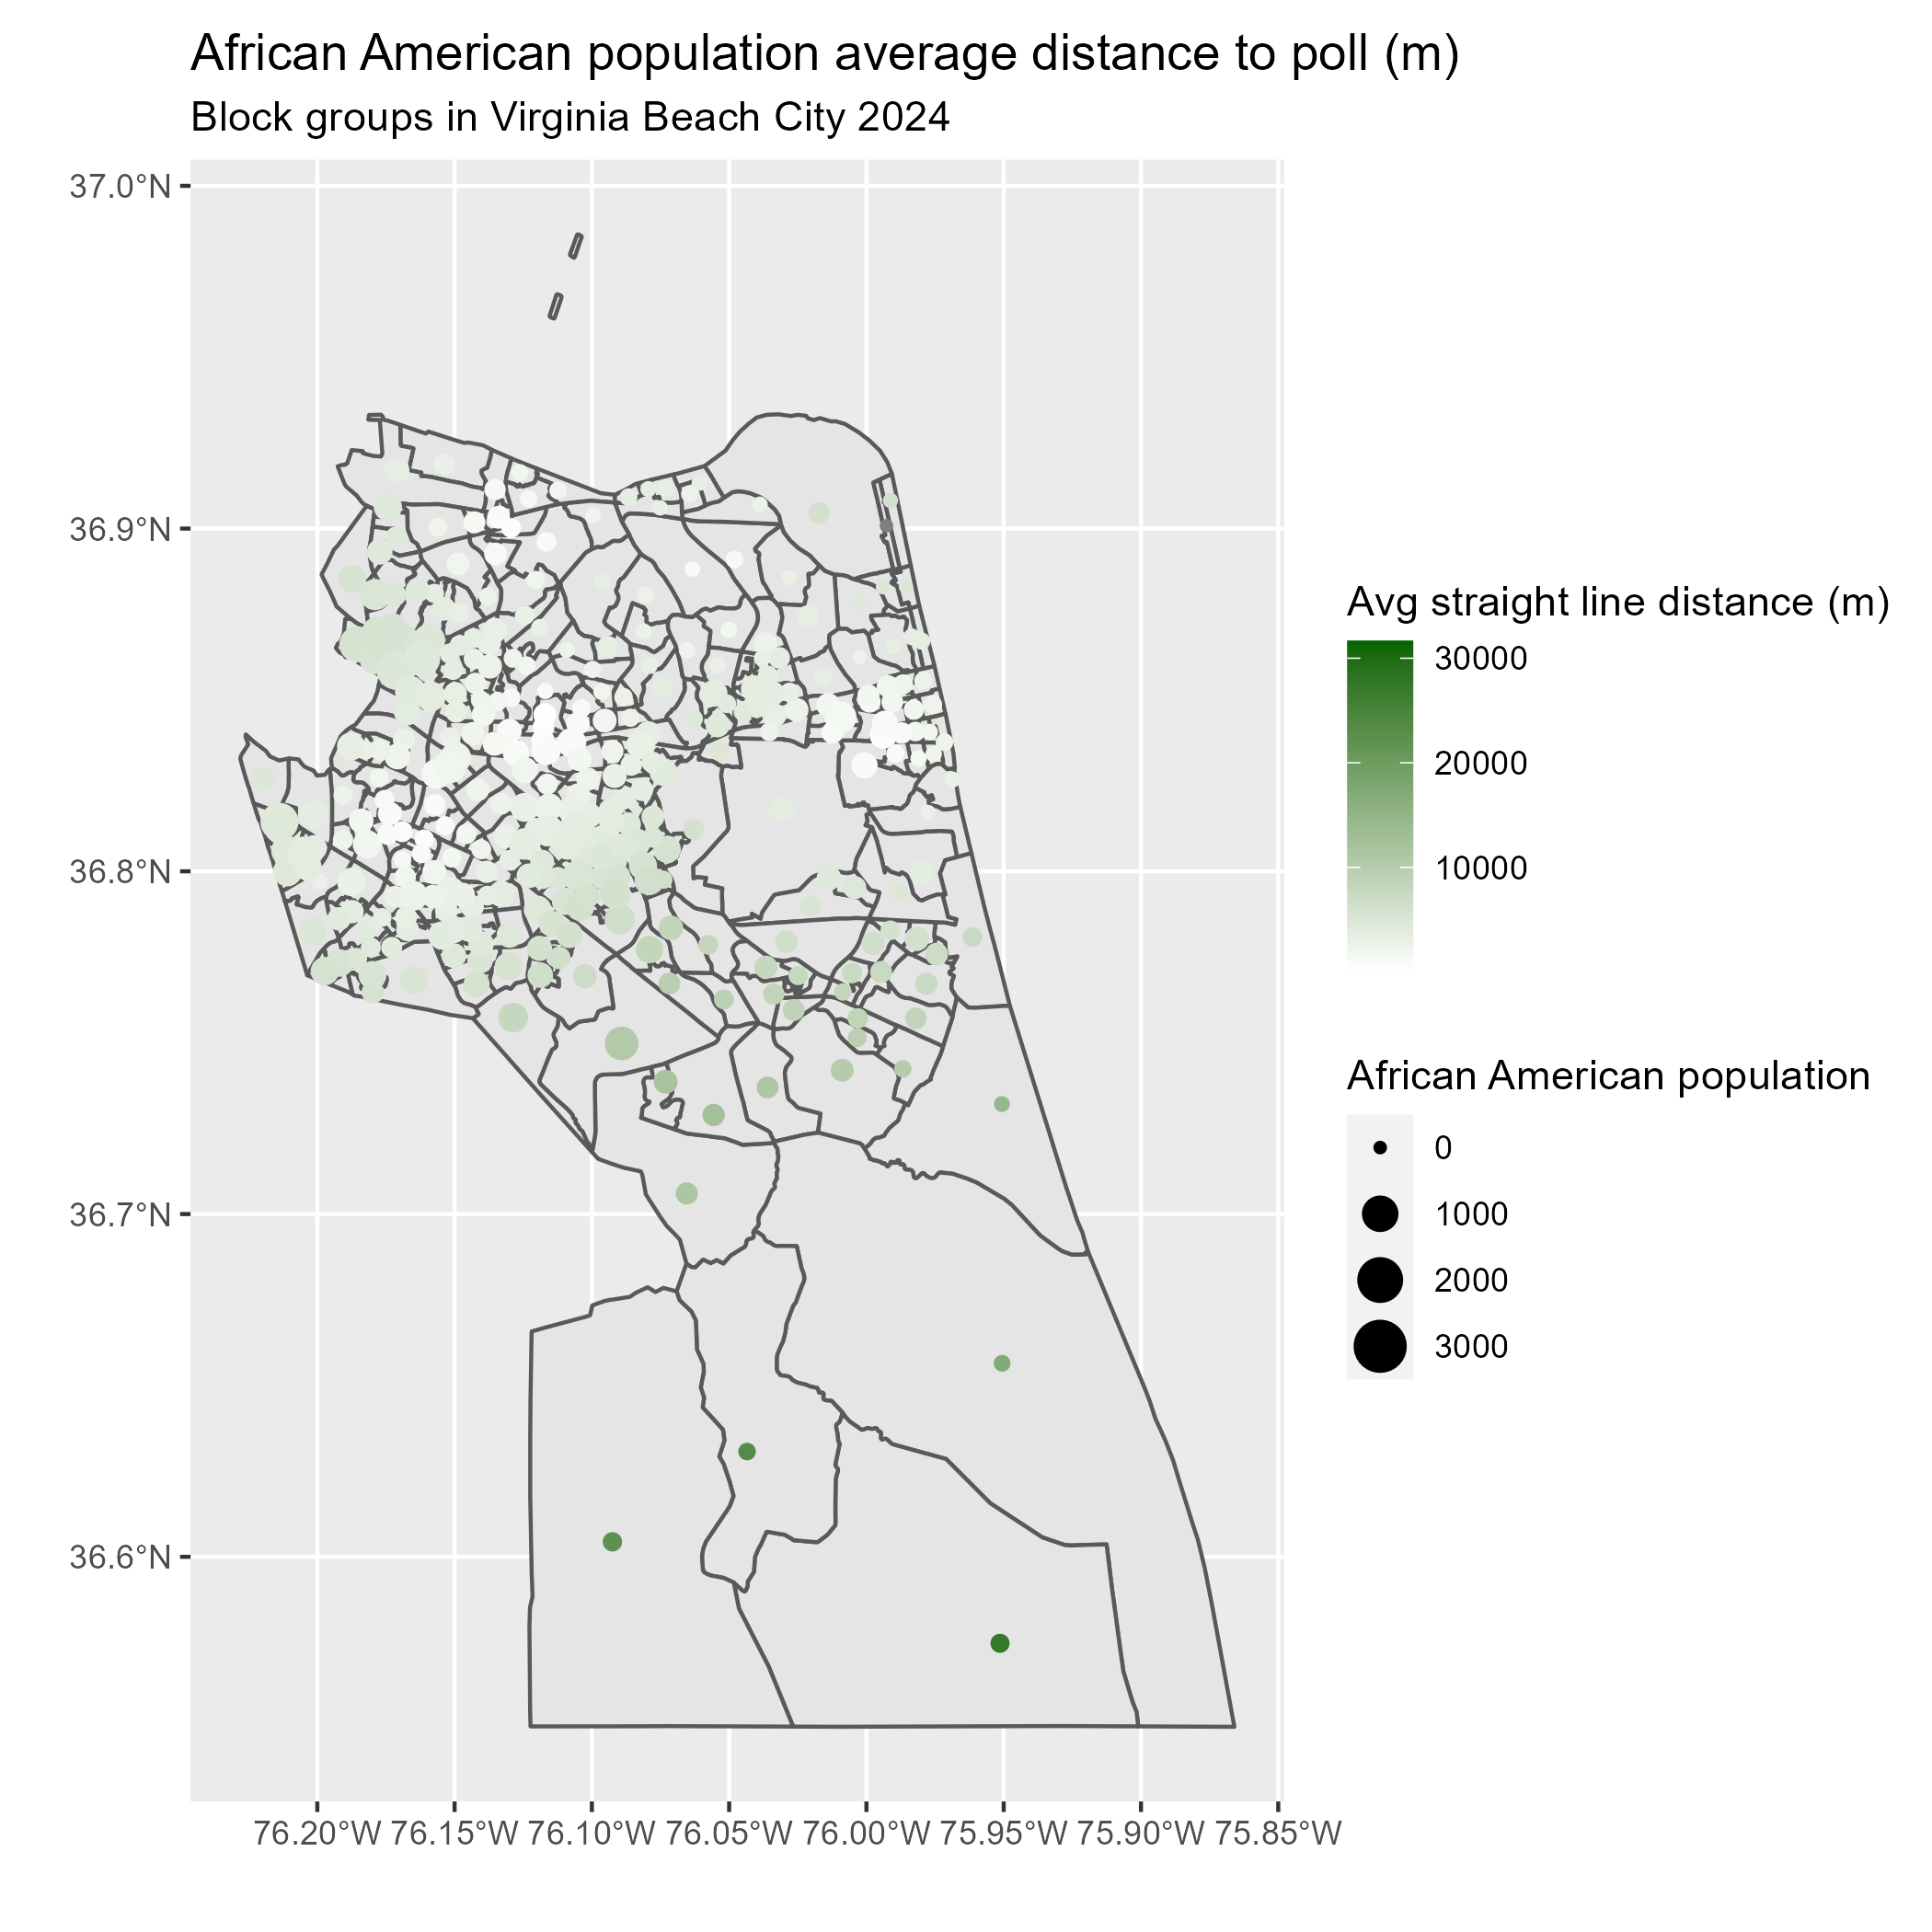 African American population average distance to poll (m)
Block groups in Virginia Beach City 2024
37.0°N
36.9°N
36.8°N
36.7°N
36.6°N
76.20°W 76.15°W 76.10°W 76.05°W 76.00°W 75.95°W 75.90°W 75.85°W
Avg straight line distance (m)
30000
20000
10000
African American population
0
1000
2000
3000